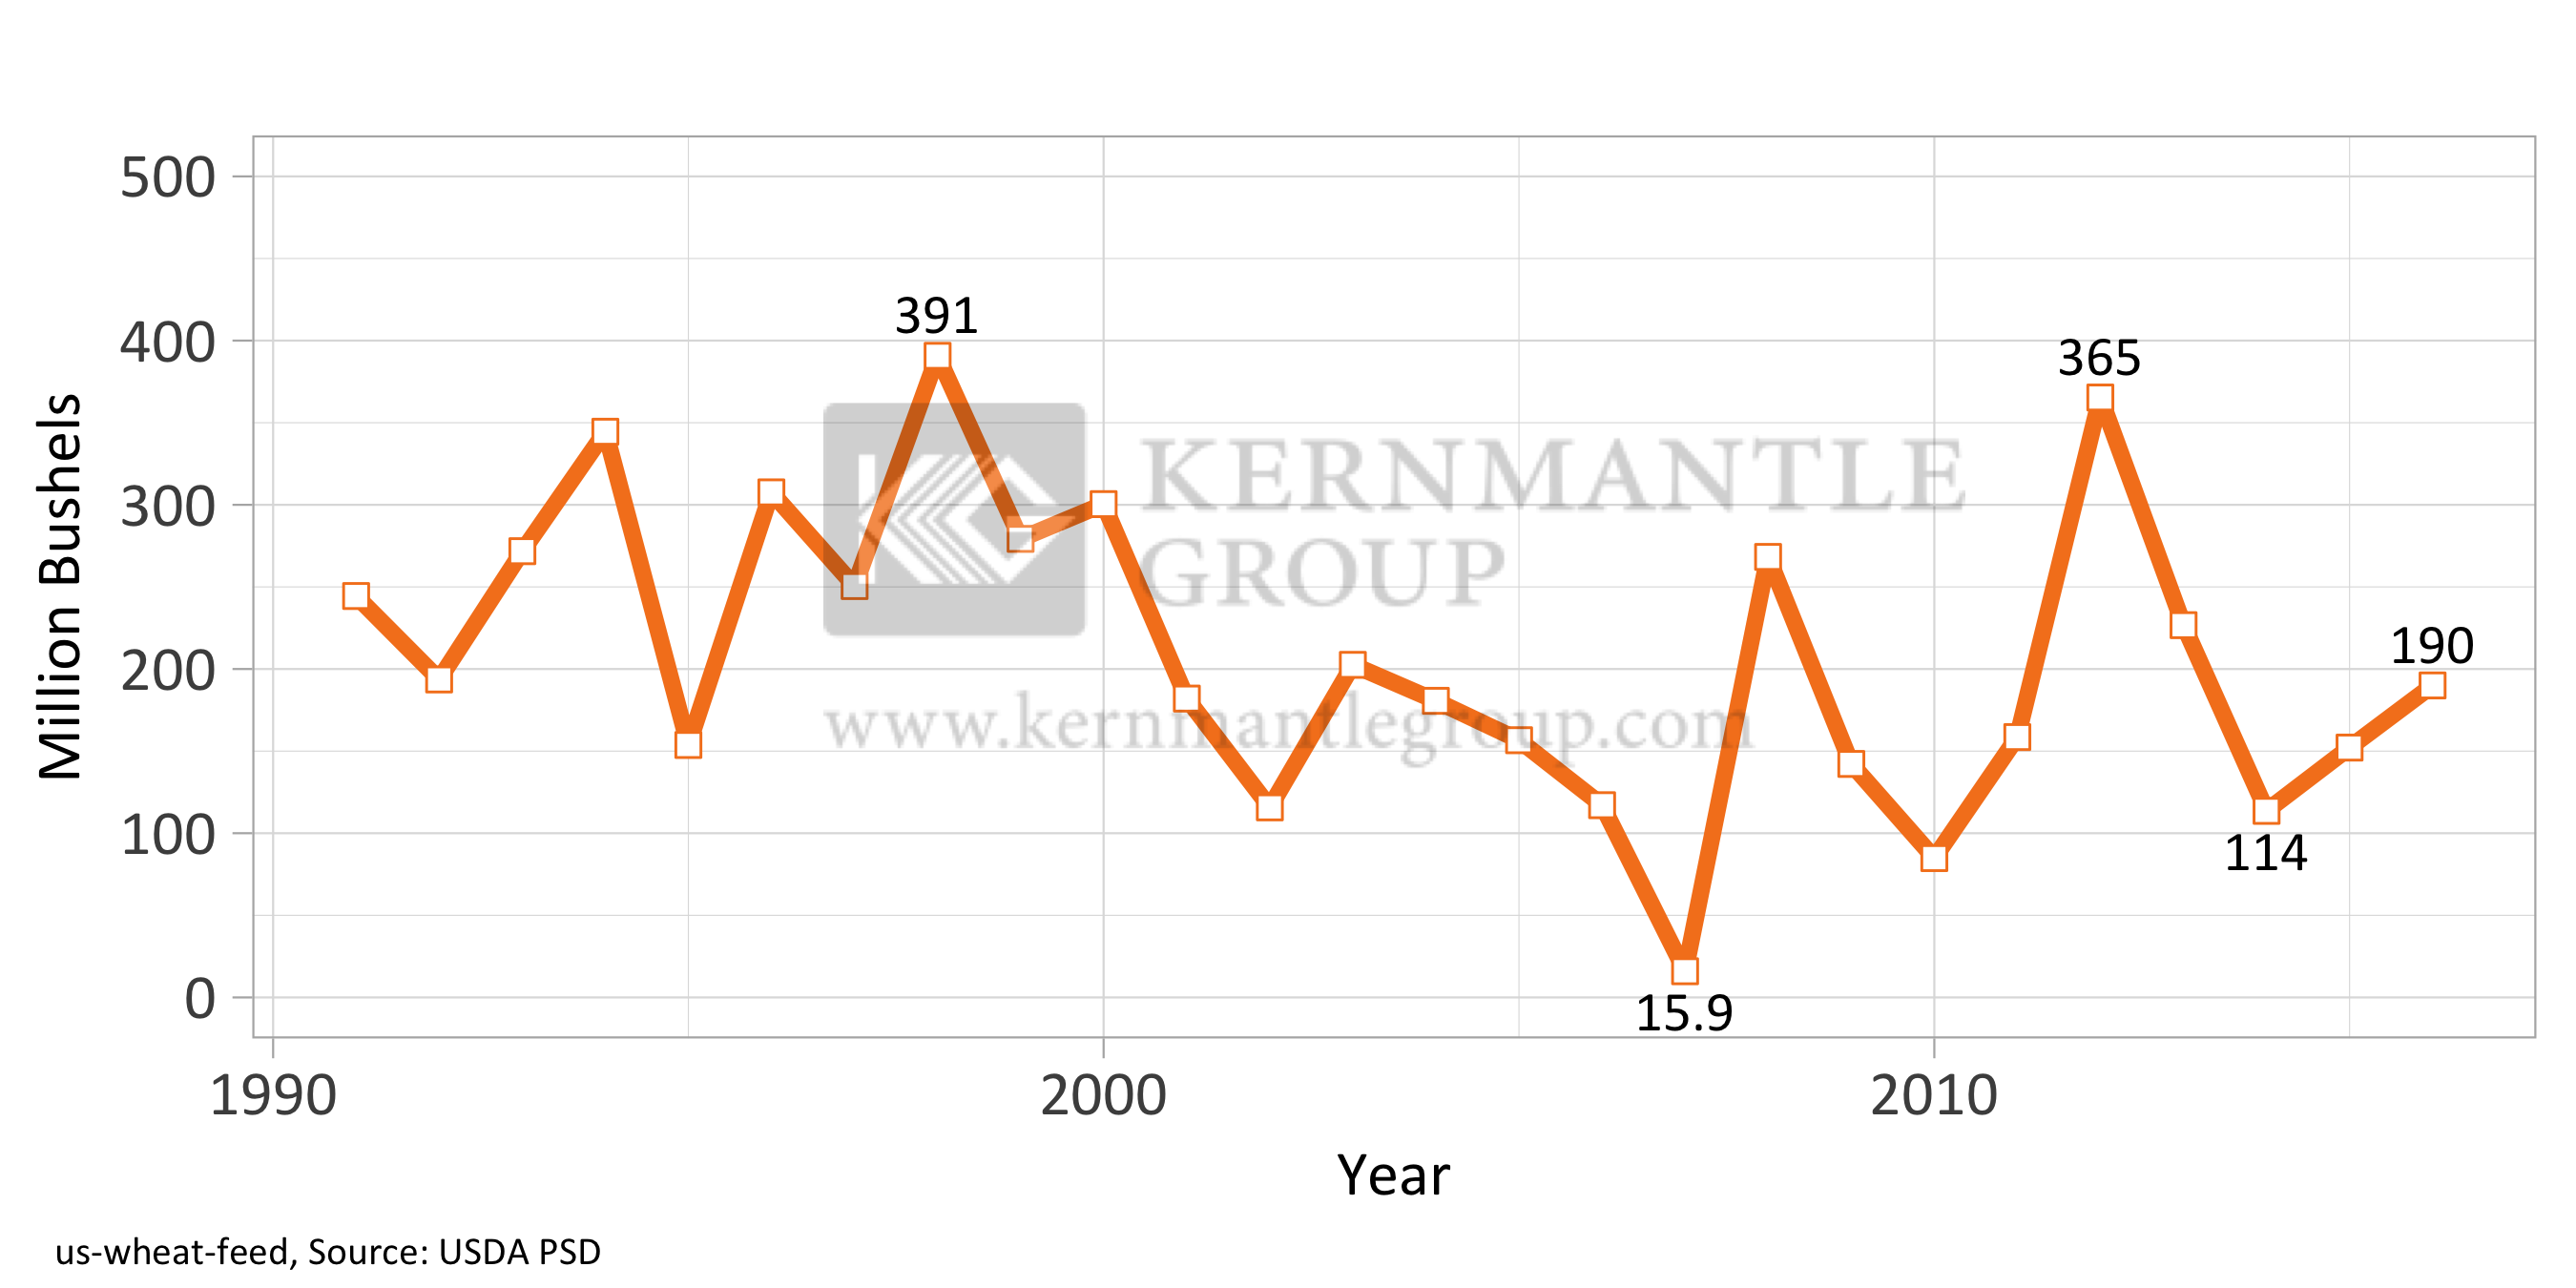 500
400
300
200
100
0
Million Bushels
391
365
190
114
15.9
KERNMANTLE
GROUP
www.kernmantlegroup.com
1990
2000
2010
Year
us-wheat-feed, Source: USDA PSD